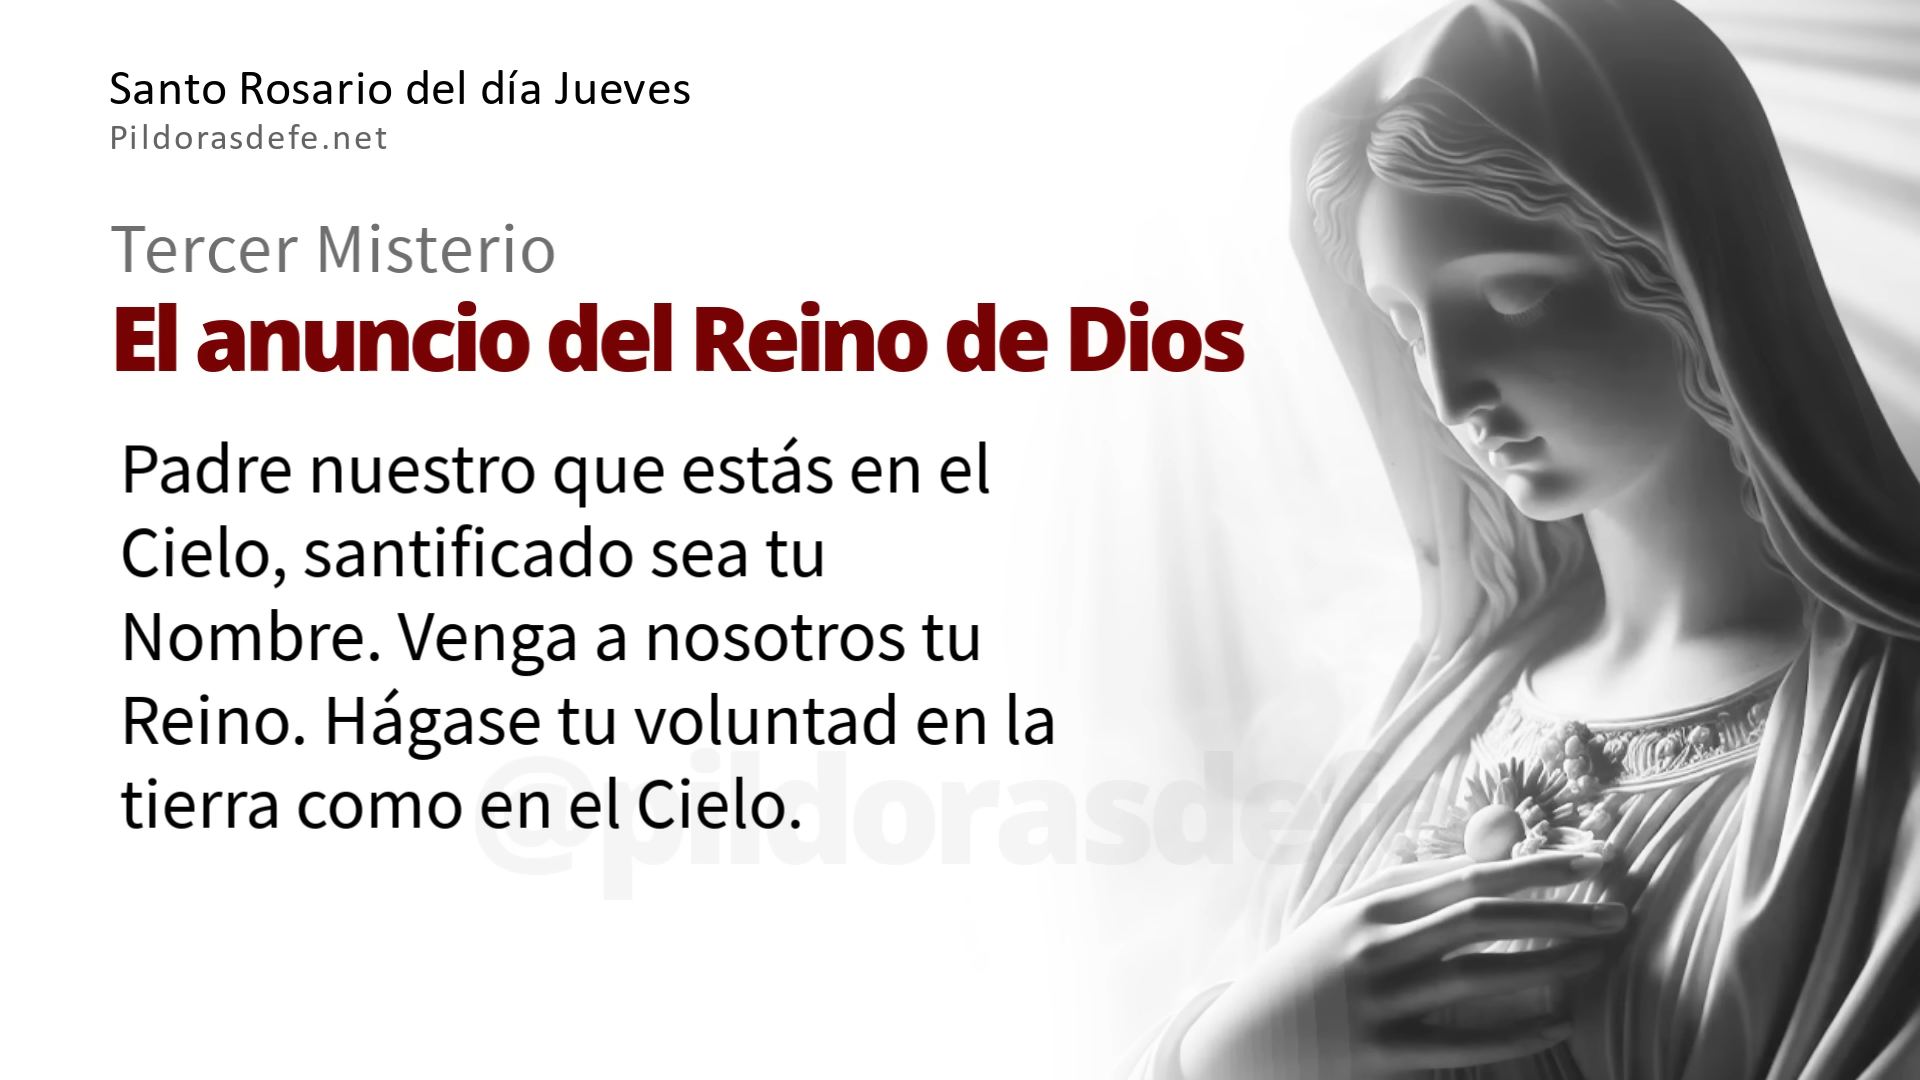 Santo Rosario del día Jueves
Pildorasdefe.net
Tercer Misterio
El anuncio del Reino de Dios
Padre nuestro que estás en el
Cielo, santificado sea tu
Nombre. Venga a nosotros tu
Reino. Hágase tu voluntad en la
tierra como en el Cielo.
@pildorasdefe